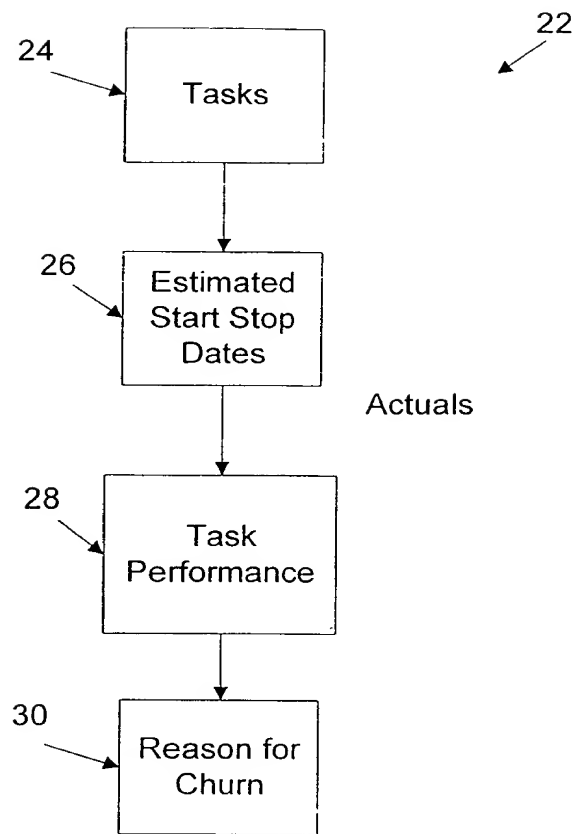 22
24
Tasks
26
Estimated
Start Stop
Dates
Actuals
28
Task
Performance
30
Reason for
Churn